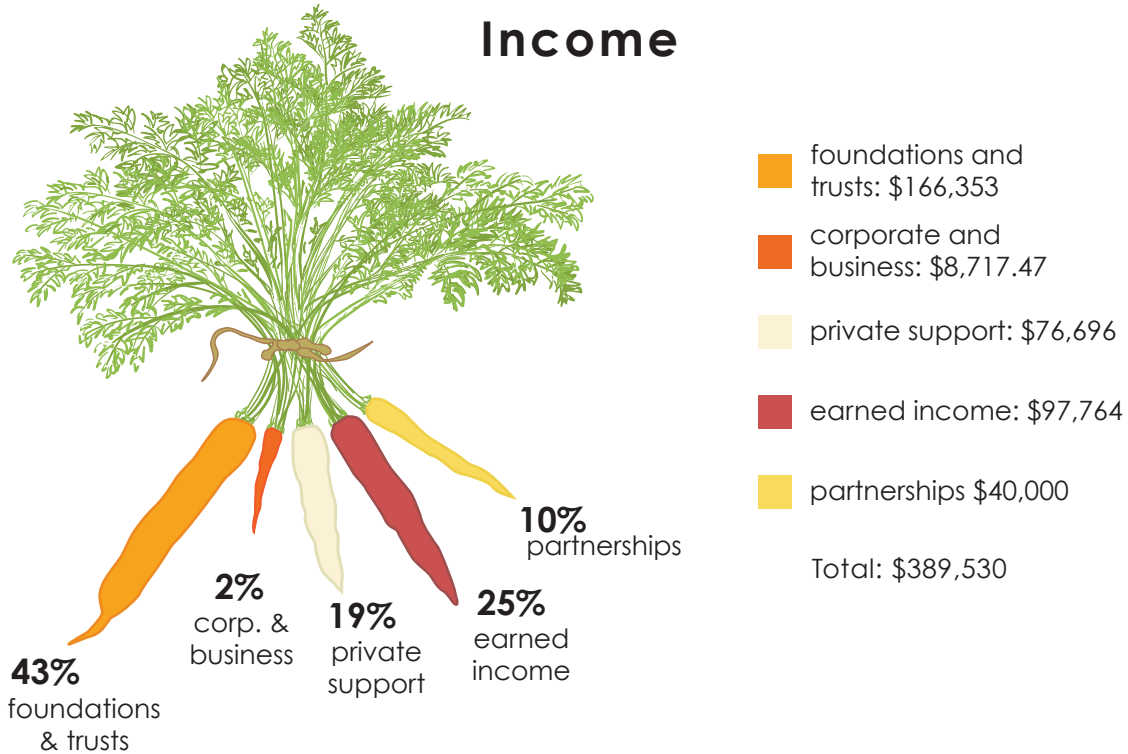 Income
foundations and
trusts: $166,353
corporate and
business: $8,717.47
private support: $76,696
earned income: $97,764
partnerships $40,000
Total: $389,530
10%
partnerships
25%
earned
income
19%
private
support
2%
corp. &
business
43%
foundations
& trusts